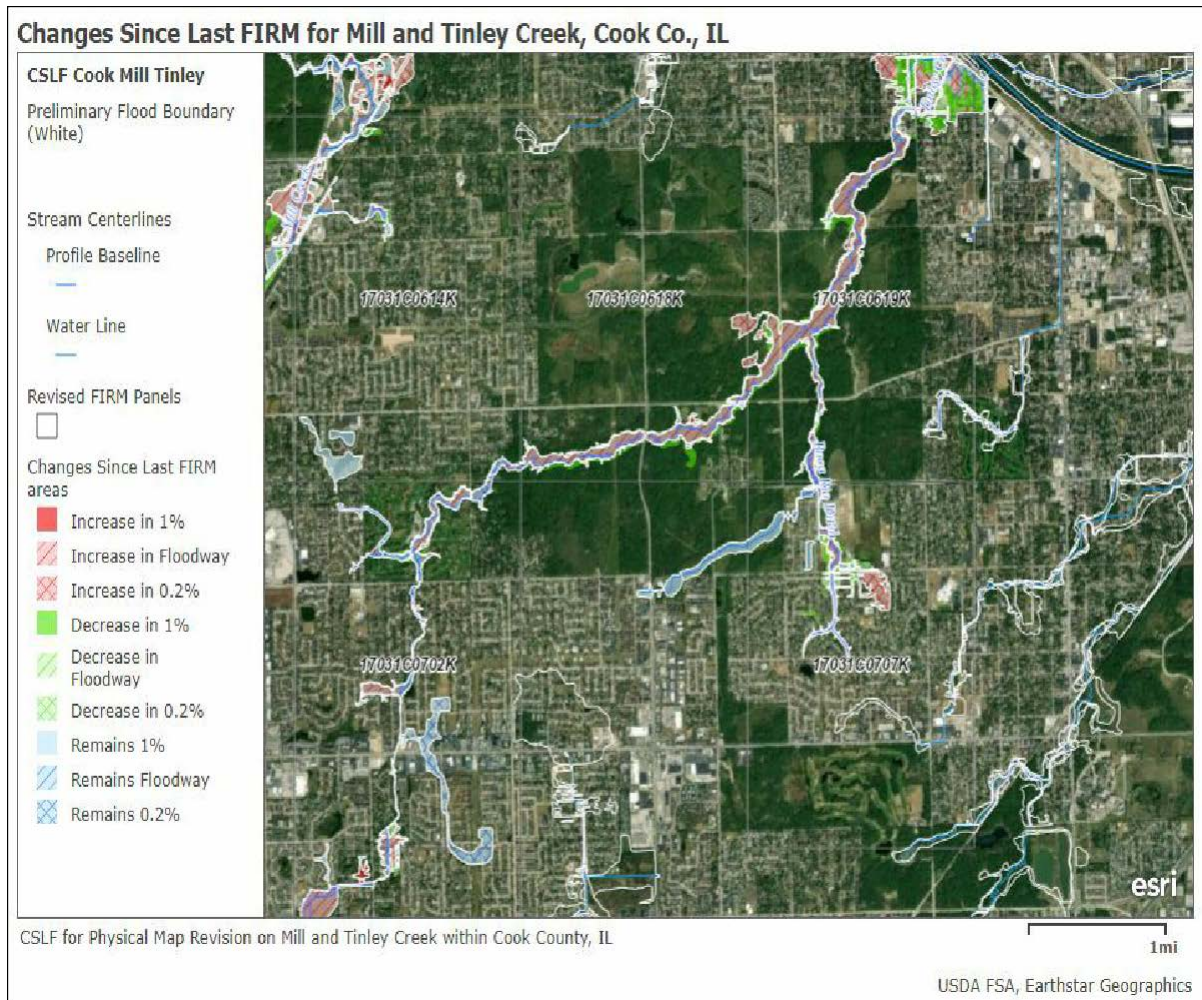 Changes Since Last FIRM for Mill and Tinley Creek, Cook Co., IL
CSLF Cook Mill Tinley
Preliminary Flood Boundary
(White)
Stream Centerlines
Profile Baseline
Water Line
Revised FIRM Panels
Changes Since Last FIRM
areas
Increase in 1%
Increase in Floodway
Increase in 0.2%
Decrease in 1%
Decrease in
Floodway
Decrease in 0.2%
Remains 1%
Remains Floodway
Remains 0.2%
17031C0614K
17031C0618K
17031C0619K
17031C0702K
17031C0707K
esri
CSLF for Physical Map Revision on Mill and Tinley Creek within Cook County, IL
1mi
USDA FSA, Earthstar Geographics